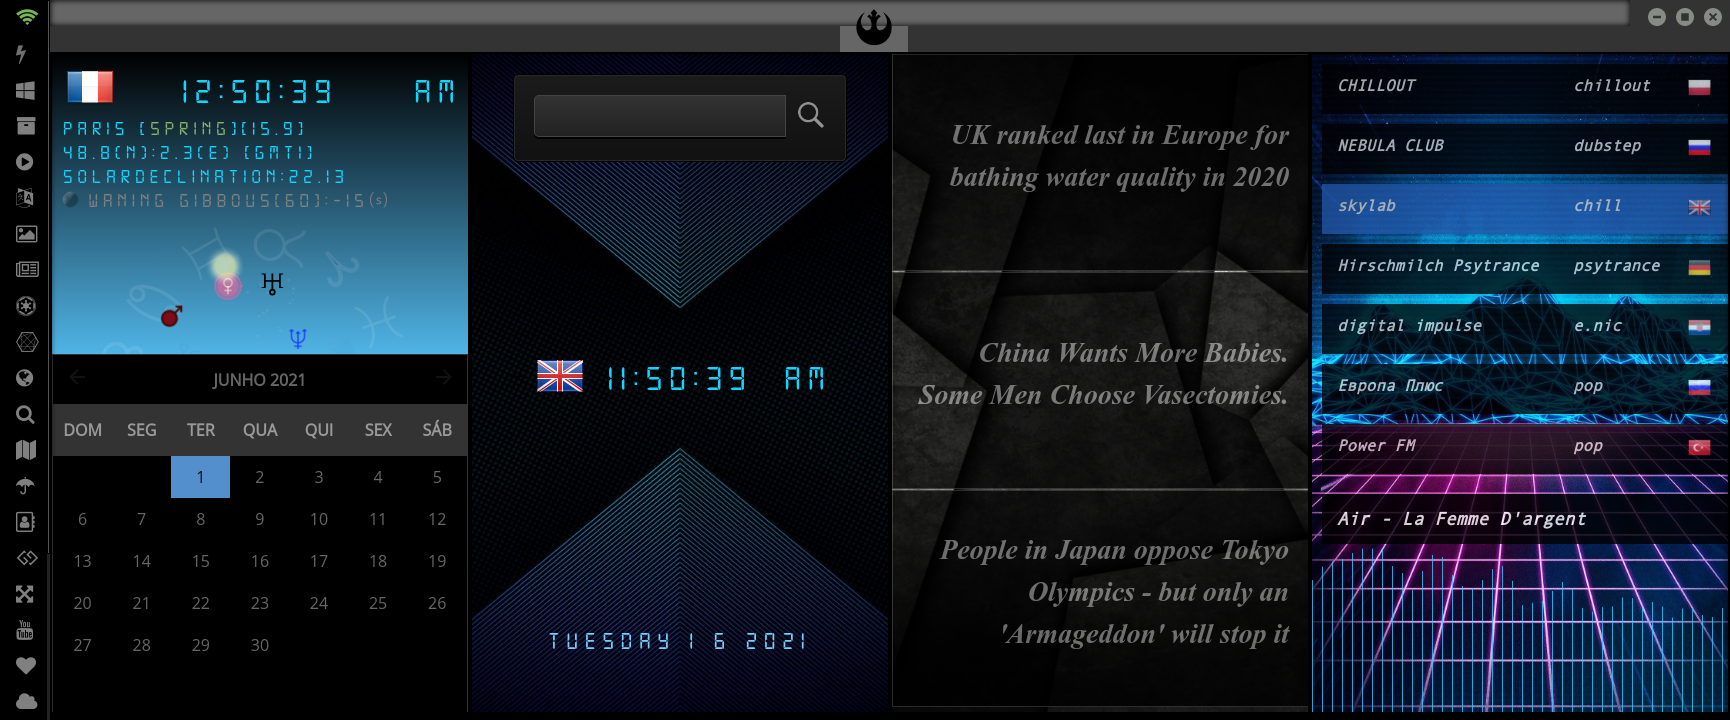 12:50:39 AM
PARIS [SPRING][15.9]
48.8(N):2.3(E) [GMT1]
SOLARDECLINATION:22.13
WANING GIBBOUS(60):-15(s)
JUNHO 2021
DOM SEG TER QUA QUI SEX SÁB
1 2 3 4 5
6 7 8 9 10 11 12
13 14 15 16 17 18 19
20 21 22 23 24 25 26
27 28 29 30
11:50:39 AM
TUESDAY 1 6 2021
UK ranked last in Europe for
bathing water quality in 2020
China Wants More Babies.
Some Men Choose Vasectomies.
People in Japan oppose Tokyo
Olympics - but only an
'Armageddon' will stop it
CHILLOUT chillout
NEBULA CLUB dubstep
skylab chill
Hirschmilch Psytrance psytrance
digital impulse e.nic
Европа Плюс pop
Power FM pop
Air - La Femme D'argent
You
Tube